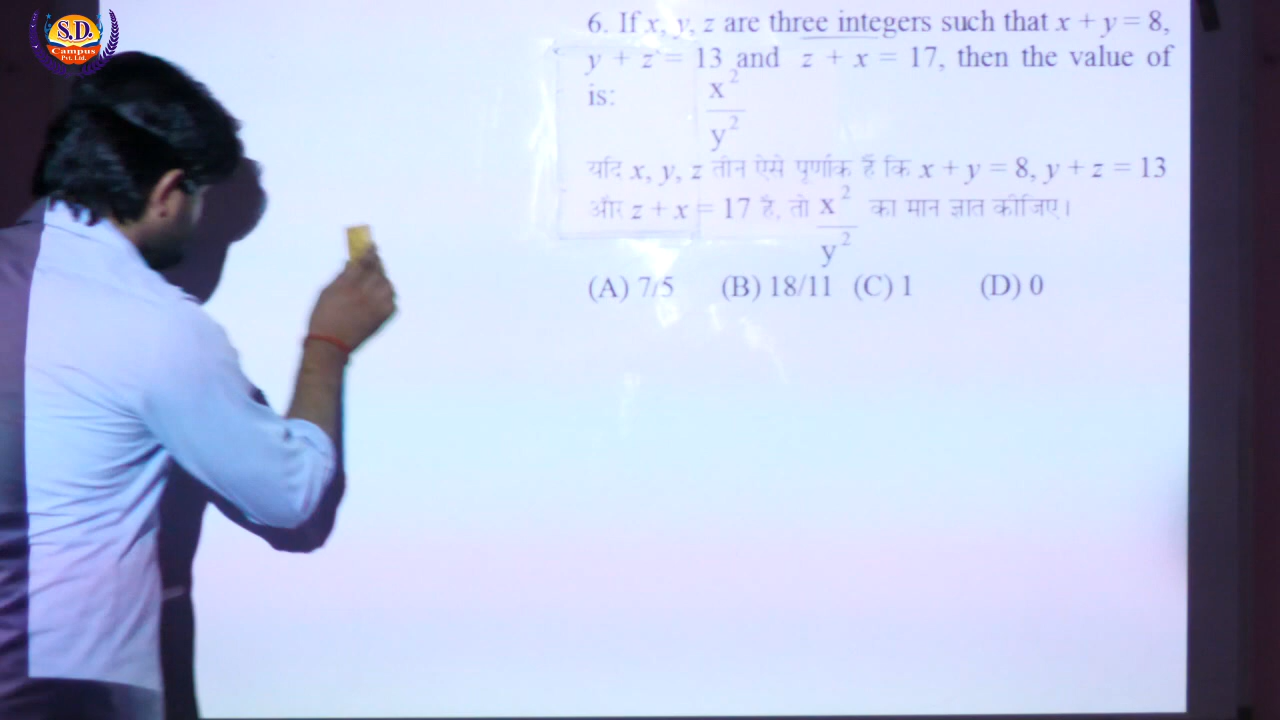 S.D.
Campus
Pvt. Ltd.
6. If x, y, z are three integers such that x + y = 8,
y + z = 13 and z + x = 17, then the value of
is: x²/y²
यदि x, y, z तीन ऐसे पूर्णांक हैं कि x + y = 8, y + z = 13
और z + x = 17 है, तो x²/y² का मान ज्ञात कीजिए।
(A) 7/5 (B) 18/11 (C) 1 (D) 0